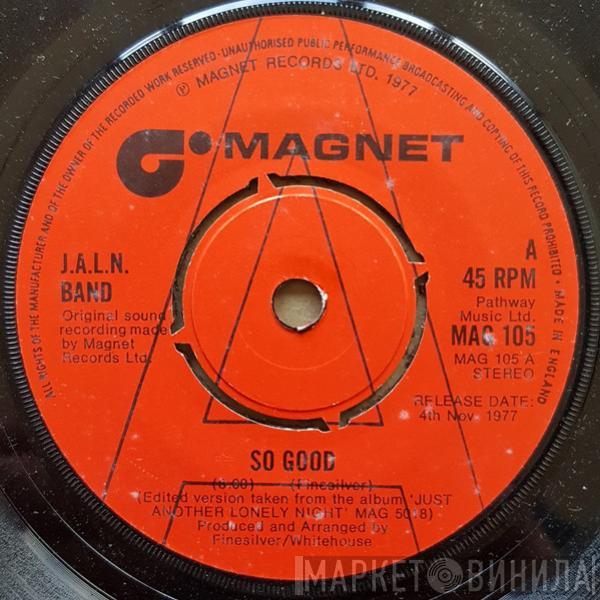 ALL RIGHTS OF THE MANUFACTURER AND OF THE OWNER OF THE RECORDED WORK RESERVED · UNAUTHORISED PUBLIC PERFORMANCE BROADCASTING AND COPYING OF THIS RECORD PROHIBITED · MADE IN ENGLAND
℗ MAGNET RECORDS LTD. 1977
MAGNET
J.A.L.N.
BAND
Original sound
recording made
by Magnet
Records Ltd.
A
45 RPM
Pathway
Music Ltd.
MAG 105
MAG 105 A
STEREO
RELEASE DATE:
4th Nov. 1977
SO GOOD
(Finesilver)
(Edited version taken from the album 'JUST
ANOTHER LONELY NIGHT' MAG 5018)
Produced and Arranged by
Finesilver/Whitehouse
МАРКЕТ ВИНИЛА